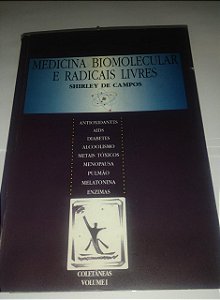 MEDICINA BIOMOLECULAR
E RADICAIS LIVRES
SHIRLEY DE CAMPOS
ANTIOXIDANTES
AIDS
DIABETES
ALCOOLISMO
METAIS TÓXICOS
MENOPAUSA
PULMÃO
MELATONINA
ENZIMAS
COLETÂNEAS
VOLUME I